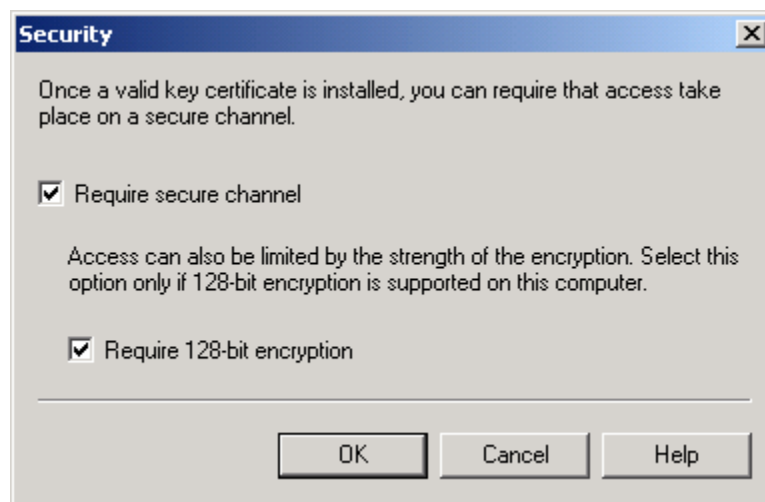 Security
Once a valid key certificate is installed, you can require that access take
place on a secure channel.
Require secure channel
Access can also be limited by the strength of the encryption. Select this
option only if 128-bit encryption is supported on this computer.
Require 128-bit encryption
OK Cancel Help